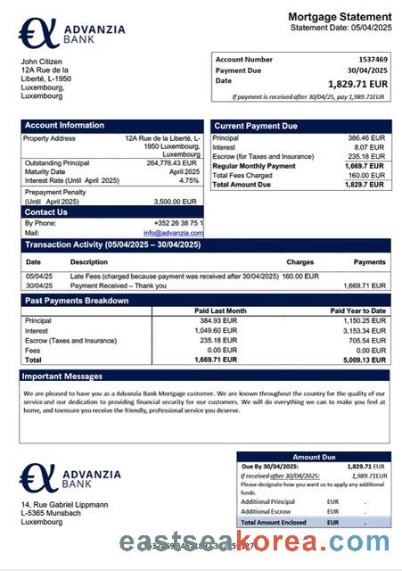 ADVANZIA
BANK
Mortgage Statement
Statement Date: 05/04/2025
John Citizen
12A Rue de la
Liberté, L-1950
Luxembourg,
Luxembourg
Account Number 1537469
Payment Due 30/04/2025
Date
1,829.71 EUR
If payment is received after 30/04/25, pay 1,989.71EUR
Account Information
Property Address 12A Rue de la Liberté, L-
1950 Luxembourg,
Luxembourg
Outstanding Principal 264,776.43 EUR
Maturity Date April 2025
Interest Rate (Until April 2025) 4.75%
Prepayment Penalty
(Until April 2025) 3,500.00 EUR
Contact Us
By Phone: +352 26 38 75 1
Mail: info@advanzia.com
Current Payment Due
Principal 386.46 EUR
Interest 8.07 EUR
Escrow (for Taxes and Insurance) 235.18 EUR
Regular Monthly Payment 1,669.7 EUR
Total Fees Charged 160.00 EUR
Total Amount Due 1,829.7 EUR
Transaction Activity (05/04/2025 – 30/04/2025)
Date Description Charges Payments
05/04/25 Late Fees (charged because payment was received after 30/04/2025) 160.00 EUR
30/04/25 Payment Received – Thank you 1,669.71 EUR
Past Payments Breakdown
Paid Last Month Paid Year to Date
Principal 384.93 EUR 1,150.25 EUR
Interest 1,049.60 EUR 3,153.34 EUR
Escrow (Taxes and Insurance) 235.18 EUR 705.54 EUR
Fees 0.00 EUR 0.00 EUR
Total 1,669.71 EUR 5,009.13 EUR
Important Messages
We are pleased to have you as a Advanzia Bank Mortgage customer. We are known throughout the country for the quality of our
service and our dedication to providing financial security for our customers. We will do everything we can to make you feel at
home, and toensure you receive the friendly, professional service you deserve.
ADVANZIA
BANK
14, Rue Gabriel Lippmann
L-5365 Munsbach
Luxembourg
Amount Due
Due By 30/04/2025: 1,829.71 EUR
If received after 30/04/2025: 1,989.71EUR
Please designate how you want us to apply any additional
funds.
Additional Principal EUR .
Additional Escrow EUR .
Total Amount Enclosed EUR .
eastseakorea.com